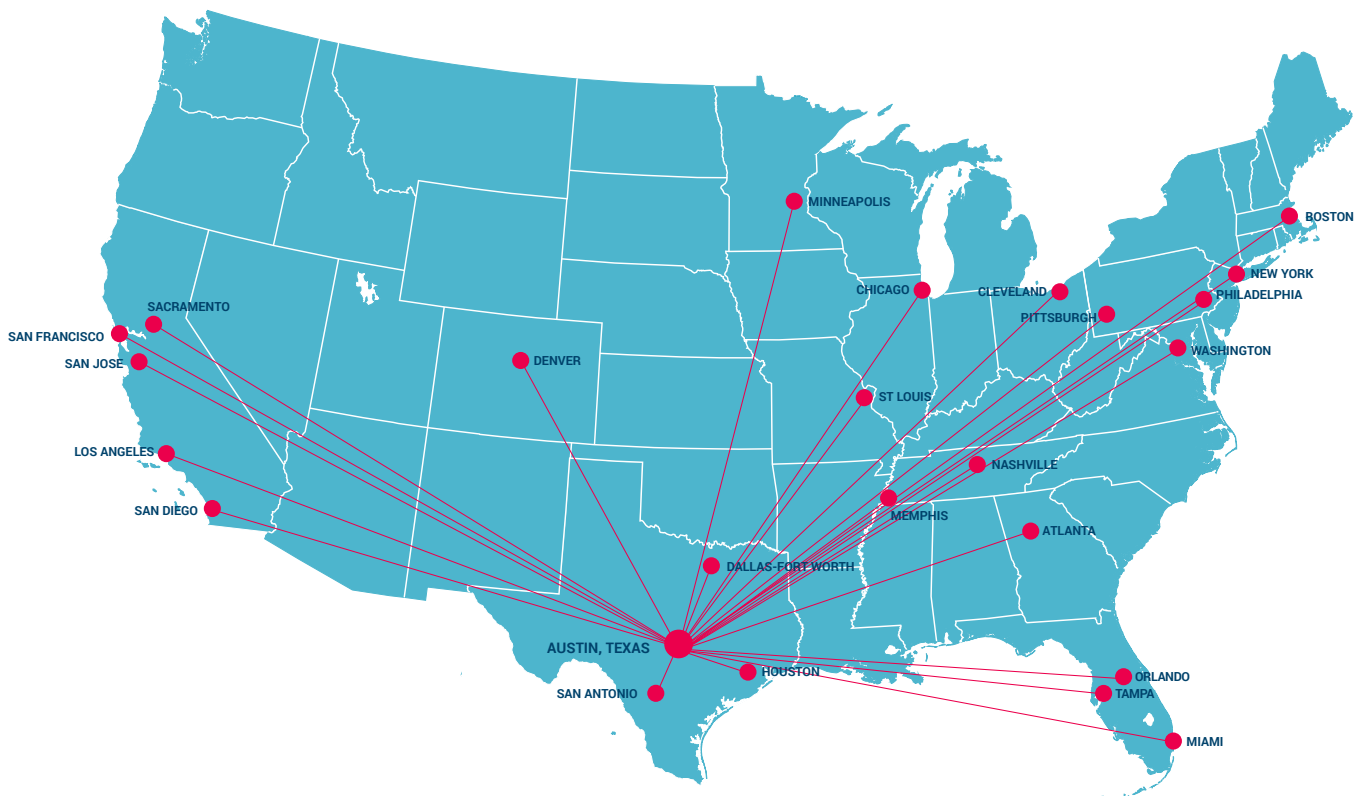 MINNEAPOLIS
BOSTON
NEW YORK
CHICAGO
CLEVELAND
PHILADELPHIA
SACRAMENTO
PITTSBURGH
SAN FRANCISCO
WASHINGTON
DENVER
SAN JOSE
ST LOUIS
LOS ANGELES
NASHVILLE
SAN DIEGO
MEMPHIS
ATLANTA
DALLAS-FORT WORTH
AUSTIN, TEXAS
HOUSTON
ORLANDO
SAN ANTONIO
TAMPA
MIAMI